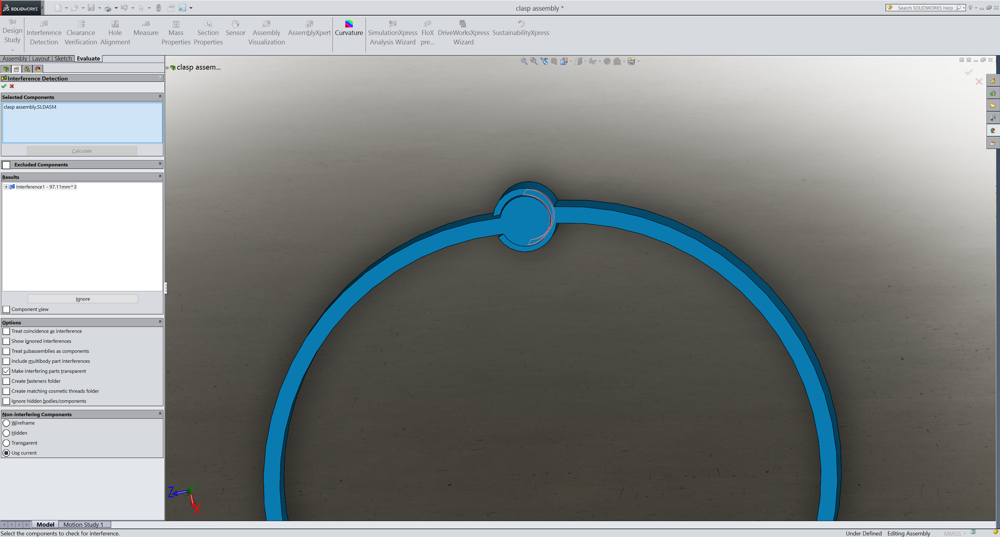 SOLIDWORKS
clasp assembly *
Search SOLIDWORKS Help
Design Study
Interference Detection
Clearance Verification
Hole Alignment
Measure
Mass Properties
Section Properties
Sensor
Assembly Visualization
AssemblyXpert
Curvature
SimulationXpress Analysis Wizard
FloX pre...
DriveWorksXpress Wizard
SustainabilityXpress
Assembly Layout Sketch Evaluate
clasp assem...
Interference Detection ?
Selected Components
clasp assembly.SLDASM
Calculate
Excluded Components
Results
Interference1 - 97.11mm^3
Ignore
Component view
Options
Treat coincidence as interference
Show ignored interferences
Treat subassemblies as components
Include multibody part interferences
Make interfering parts transparent
Create fasteners folder
Create matching cosmetic threads folder
Ignore hidden bodies/components
Non-interfering Components
Wireframe
Hidden
Transparent
Use current
Z Y X
Model Motion Study 1
Select the components to check for interference.
Under Defined Editing Assembly MMGS